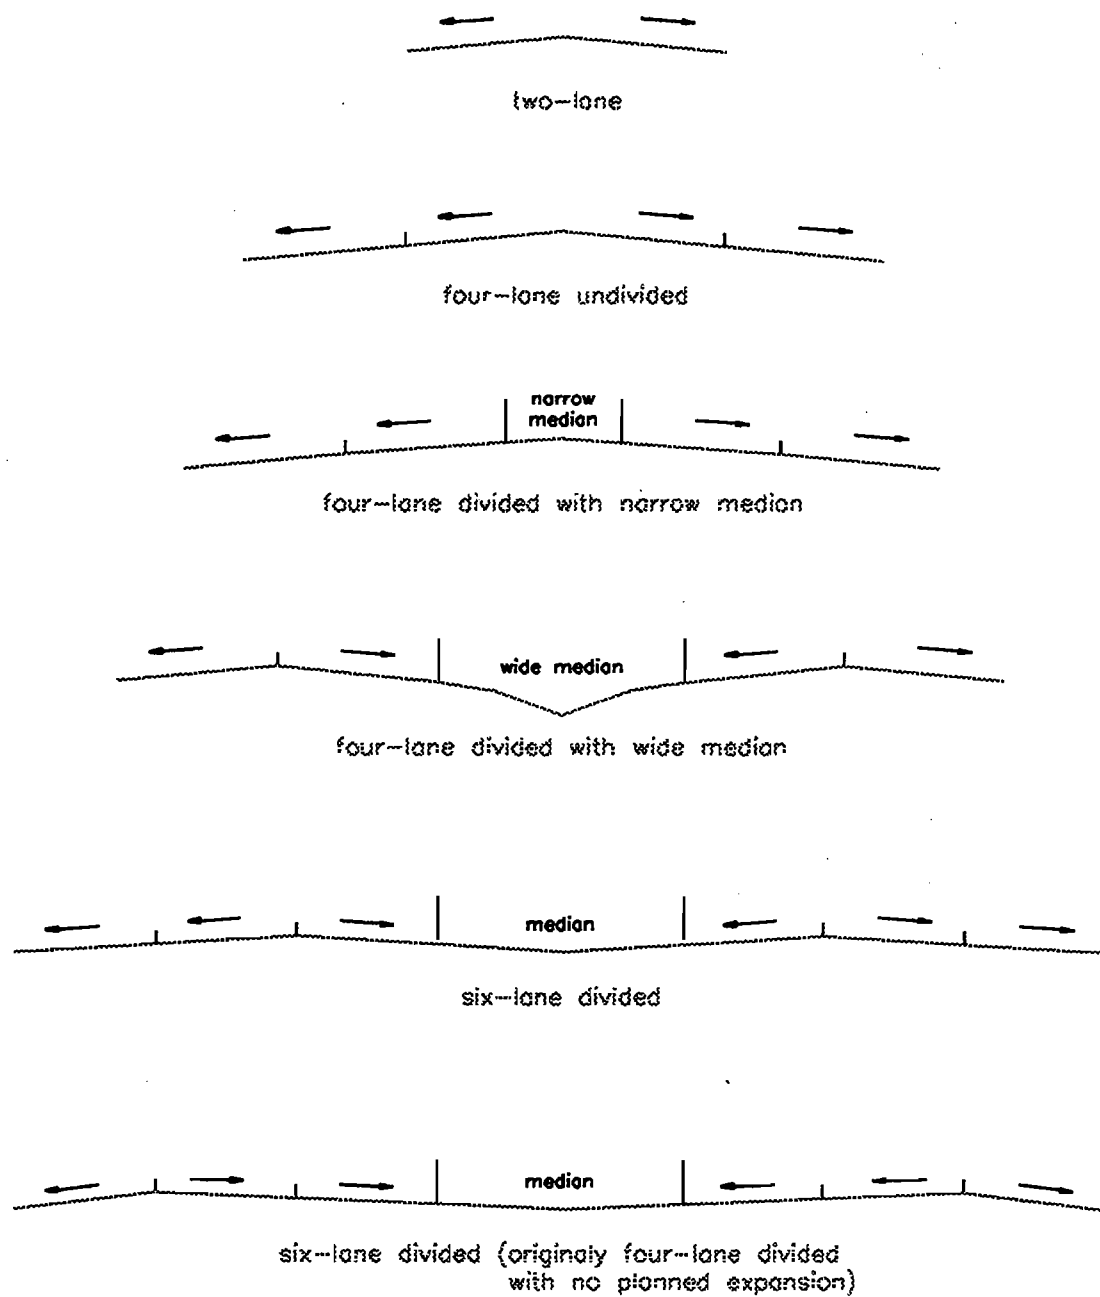 two-lane
four-lane undivided
narrow
median
four-lane divided with narrow median
wide median
four-lane divided with wide median
median
six-lane divided
median
six-lane divided (originaly four-lane divided
with no planned expansion)